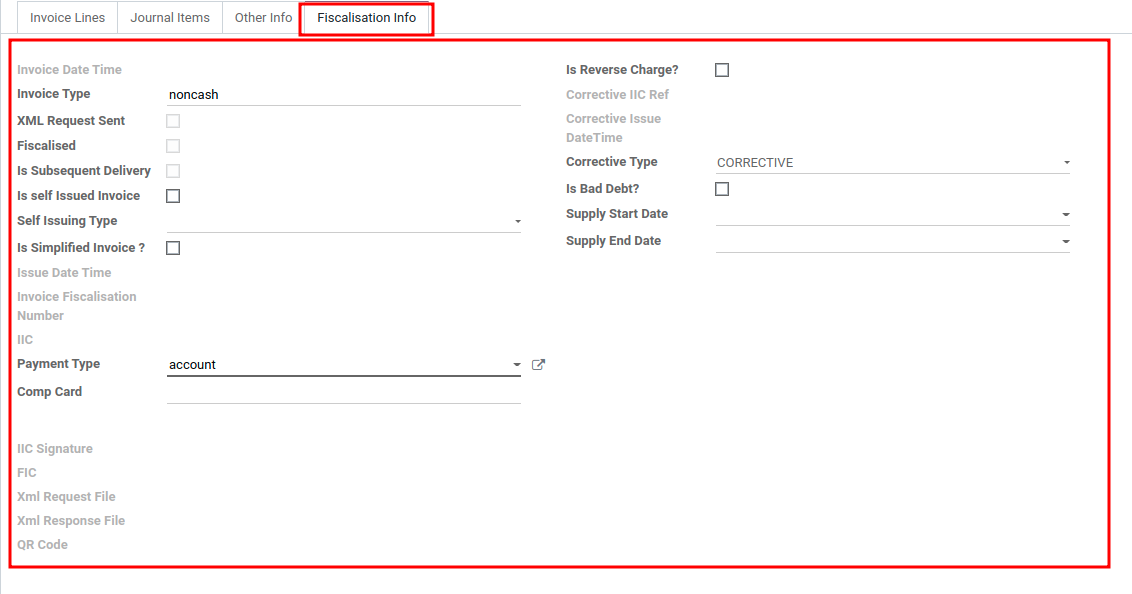 Invoice Lines
Journal Items
Other Info
Fiscalisation Info
Invoice Date Time
Invoice Type
noncash
XML Request Sent
Fiscalised
Is Subsequent Delivery
Is self Issued Invoice
Self Issuing Type
Is Simplified Invoice ?
Issue Date Time
Invoice Fiscalisation
Number
IIC
Payment Type
account
Comp Card
IIC Signature
FIC
Xml Request File
Xml Response File
QR Code
Is Reverse Charge?
Corrective IIC Ref
Corrective Issue
DateTime
Corrective Type
CORRECTIVE
Is Bad Debt?
Supply Start Date
Supply End Date